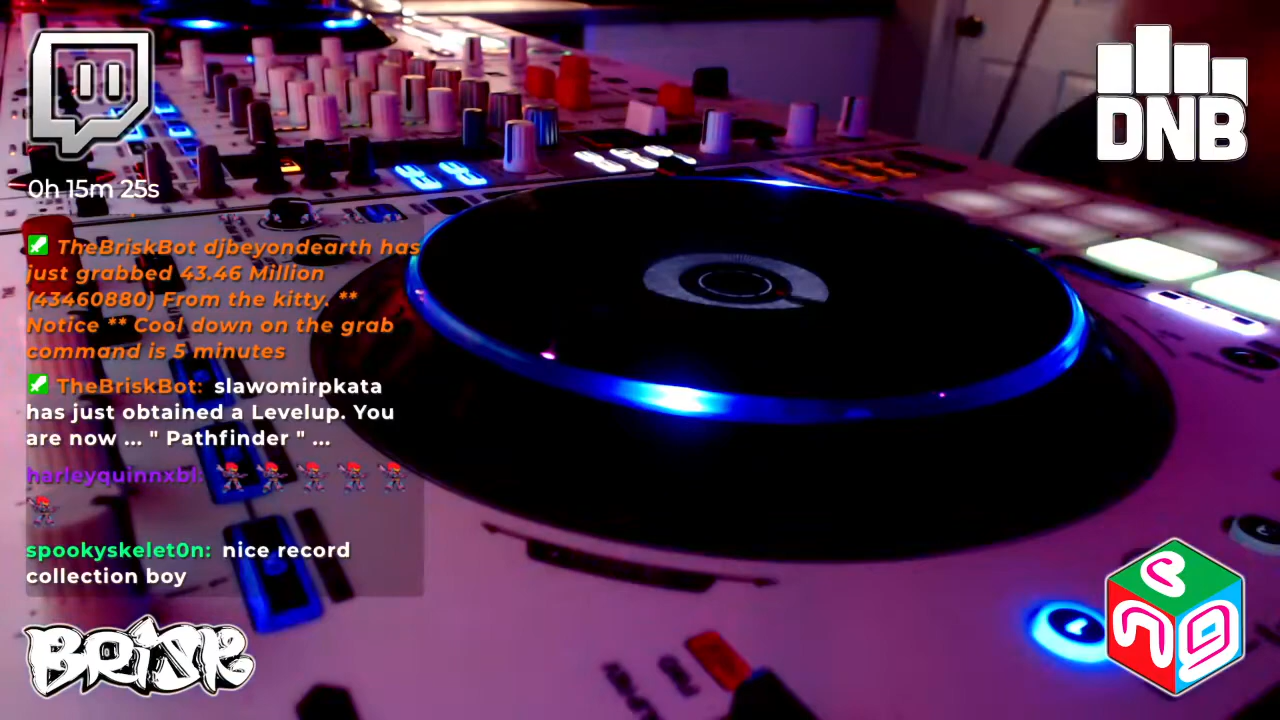 DNB
0h 15m 25s
TheBriskBot djbeyondearth has
just grabbed 43.46 Million
(43460880) From the kitty. **
Notice ** Cool down on the grab
command is 5 minutes
TheBriskBot: slawomirpkata
has just obtained a Levelup. You
are now ... " Pathfinder " ...
harleyquinnxbl:
spookyskelet0n: nice record
collection boy
BRISK